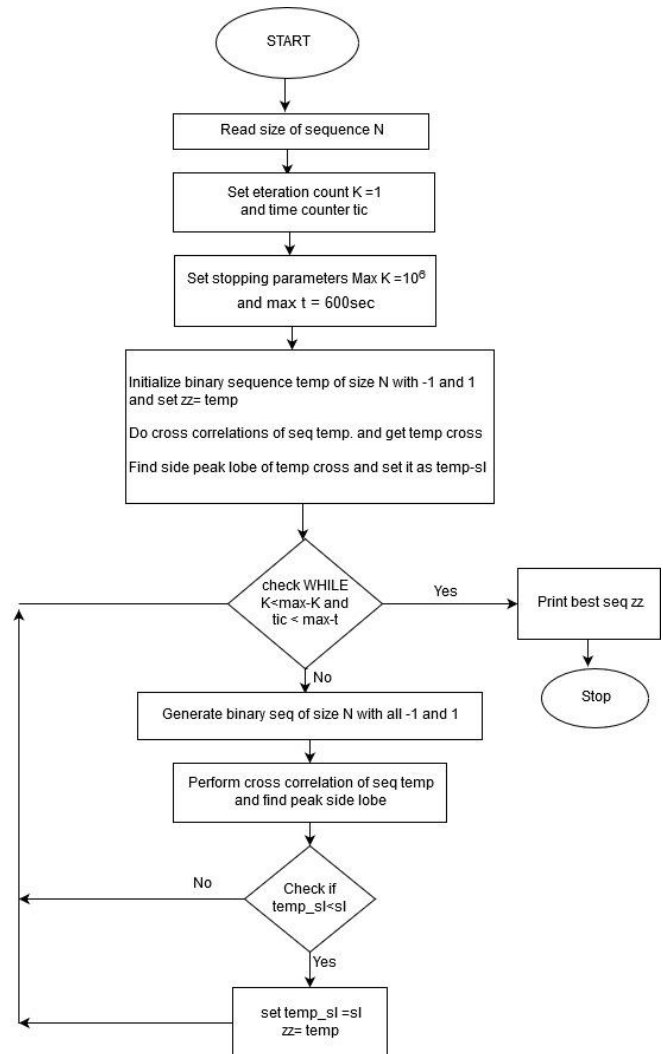 START
Read size of sequence N
Set eteration count K =1
and time counter tic
Set stopping parameters Max K =10⁶
and max t = 600sec
Initialize binary sequence temp of size N with -1 and 1
and set zz= temp
Do cross correlations of seq temp. and get temp cross
Find side peak lobe of temp cross and set it as temp-sl
check WHILE
K<max-K and
tic < max-t
Yes
Print best seq zz
Stop
No
Generate binary seq of size N with all -1 and 1
Perform cross correlation of seq temp
and find peak side lobe
No
Check if
temp_sl<sl
Yes
set temp_sl =sl
zz= temp